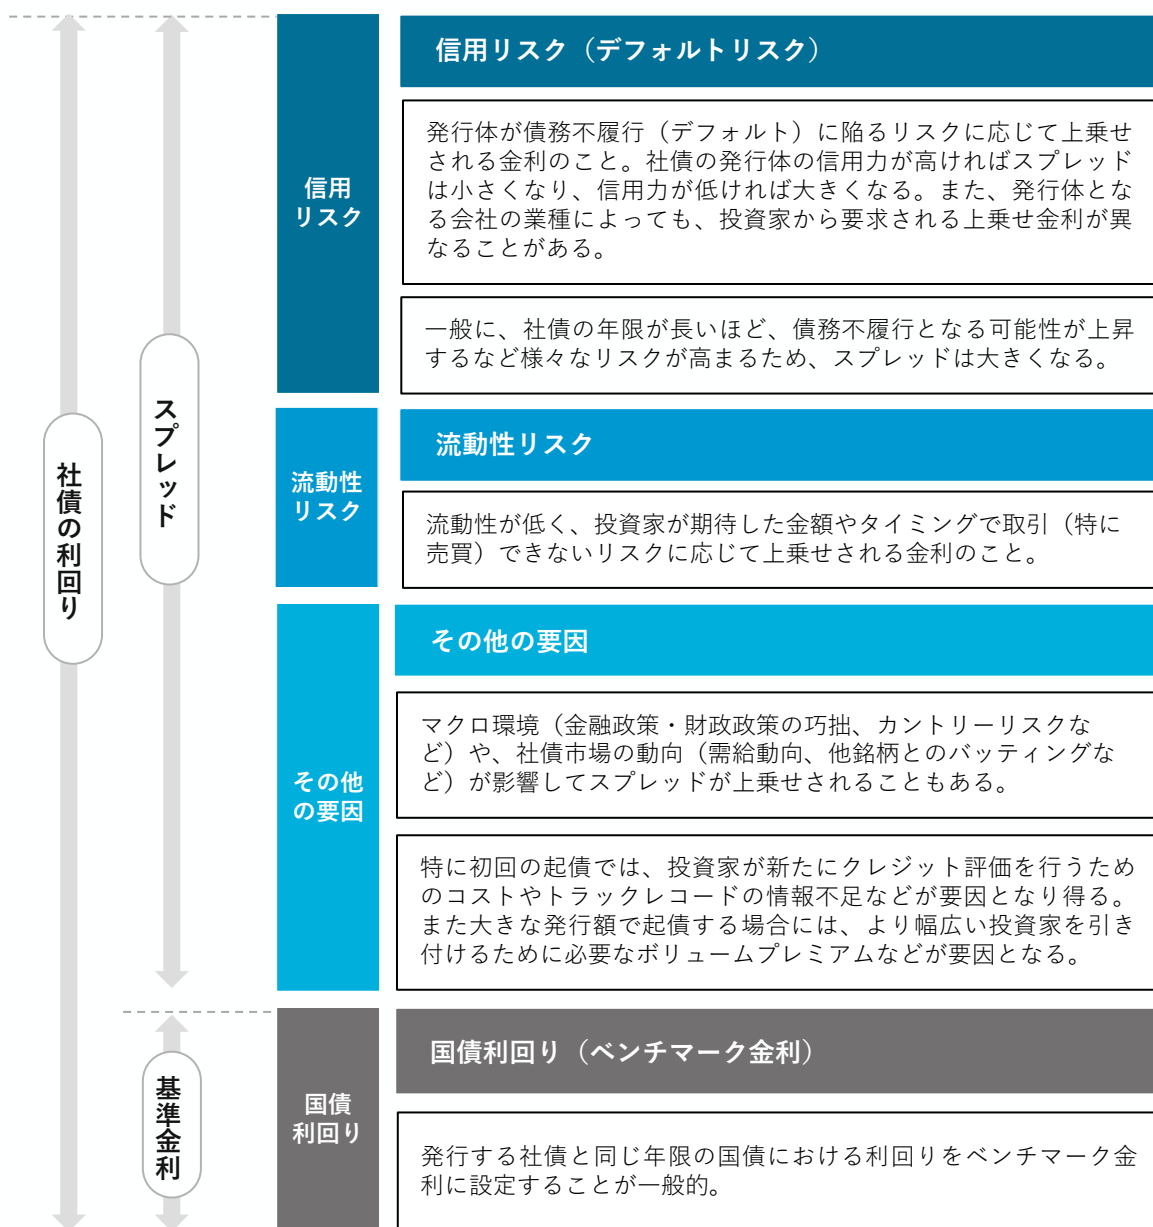 社債の利回り
スプレッド
信用
リスク
信用リスク（デフォルトリスク）
発行体が債務不履行（デフォルト）に陥るリスクに応じて上乗せ
される金利のこと。社債の発行体の信用力が高ければスプレッド
は小さくなり、信用力が低ければ大きくなる。また、発行体とな
る会社の業種によっても、投資家から要求される上乗せ金利が異
なることがある。
一般に、社債の年限が長いほど、債務不履行となる可能性が上昇
するなど様々なリスクが高まるため、スプレッドは大きくなる。
流動性
リスク
流動性リスク
流動性が低く、投資家が期待した金額やタイミングで取引（特に
売買）できないリスクに応じて上乗せされる金利のこと。
その他
の要因
その他の要因
マクロ環境（金融政策・財政政策の巧拙、カントリーリスクな
ど）や、社債市場の動向（需給動向、他銘柄とのバッティングな
ど）が影響してスプレッドが上乗せされることもある。
特に初回の起債では、投資家が新たにクレジット評価を行うため
のコストやトラックレコードの情報不足などが要因となり得る。
また大きな発行額で起債する場合には、より幅広い投資家を引き
付けるために必要なボリュームプレミアムなどが要因となる。
基準金利
国債
利回り
国債利回り（ベンチマーク金利）
発行する社債と同じ年限の国債における利回りをベンチマーク金
利に設定することが一般的。